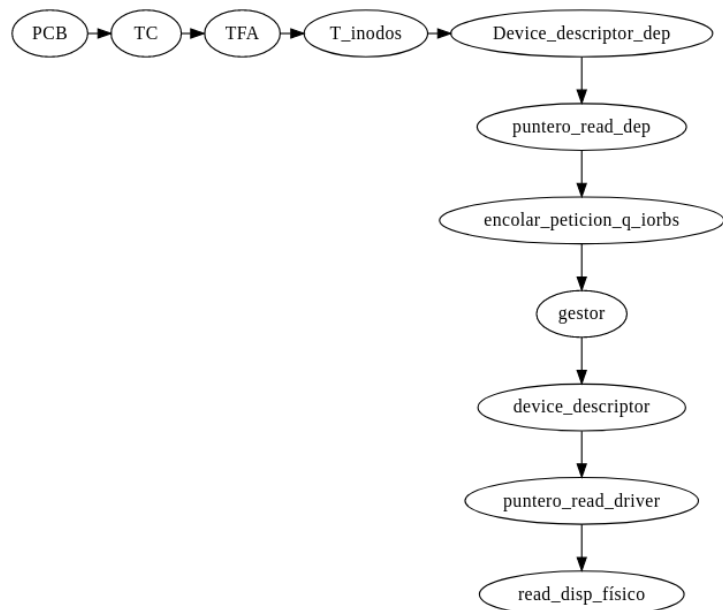 PCB
TC
TFA
T_inodos
Device_descriptor_dep
puntero_read_dep
encolar_peticion_q_iorbs
gestor
device_descriptor
puntero_read_driver
read_disp_físico